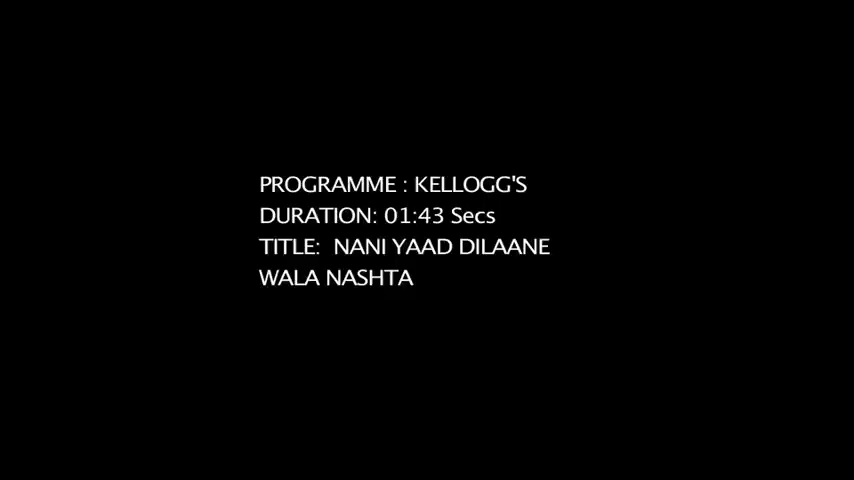 PROGRAMME : KELLOGG'S
DURATION: 01:43 Secs
TITLE:  NANI YAAD DILAANE
WALA NASHTA